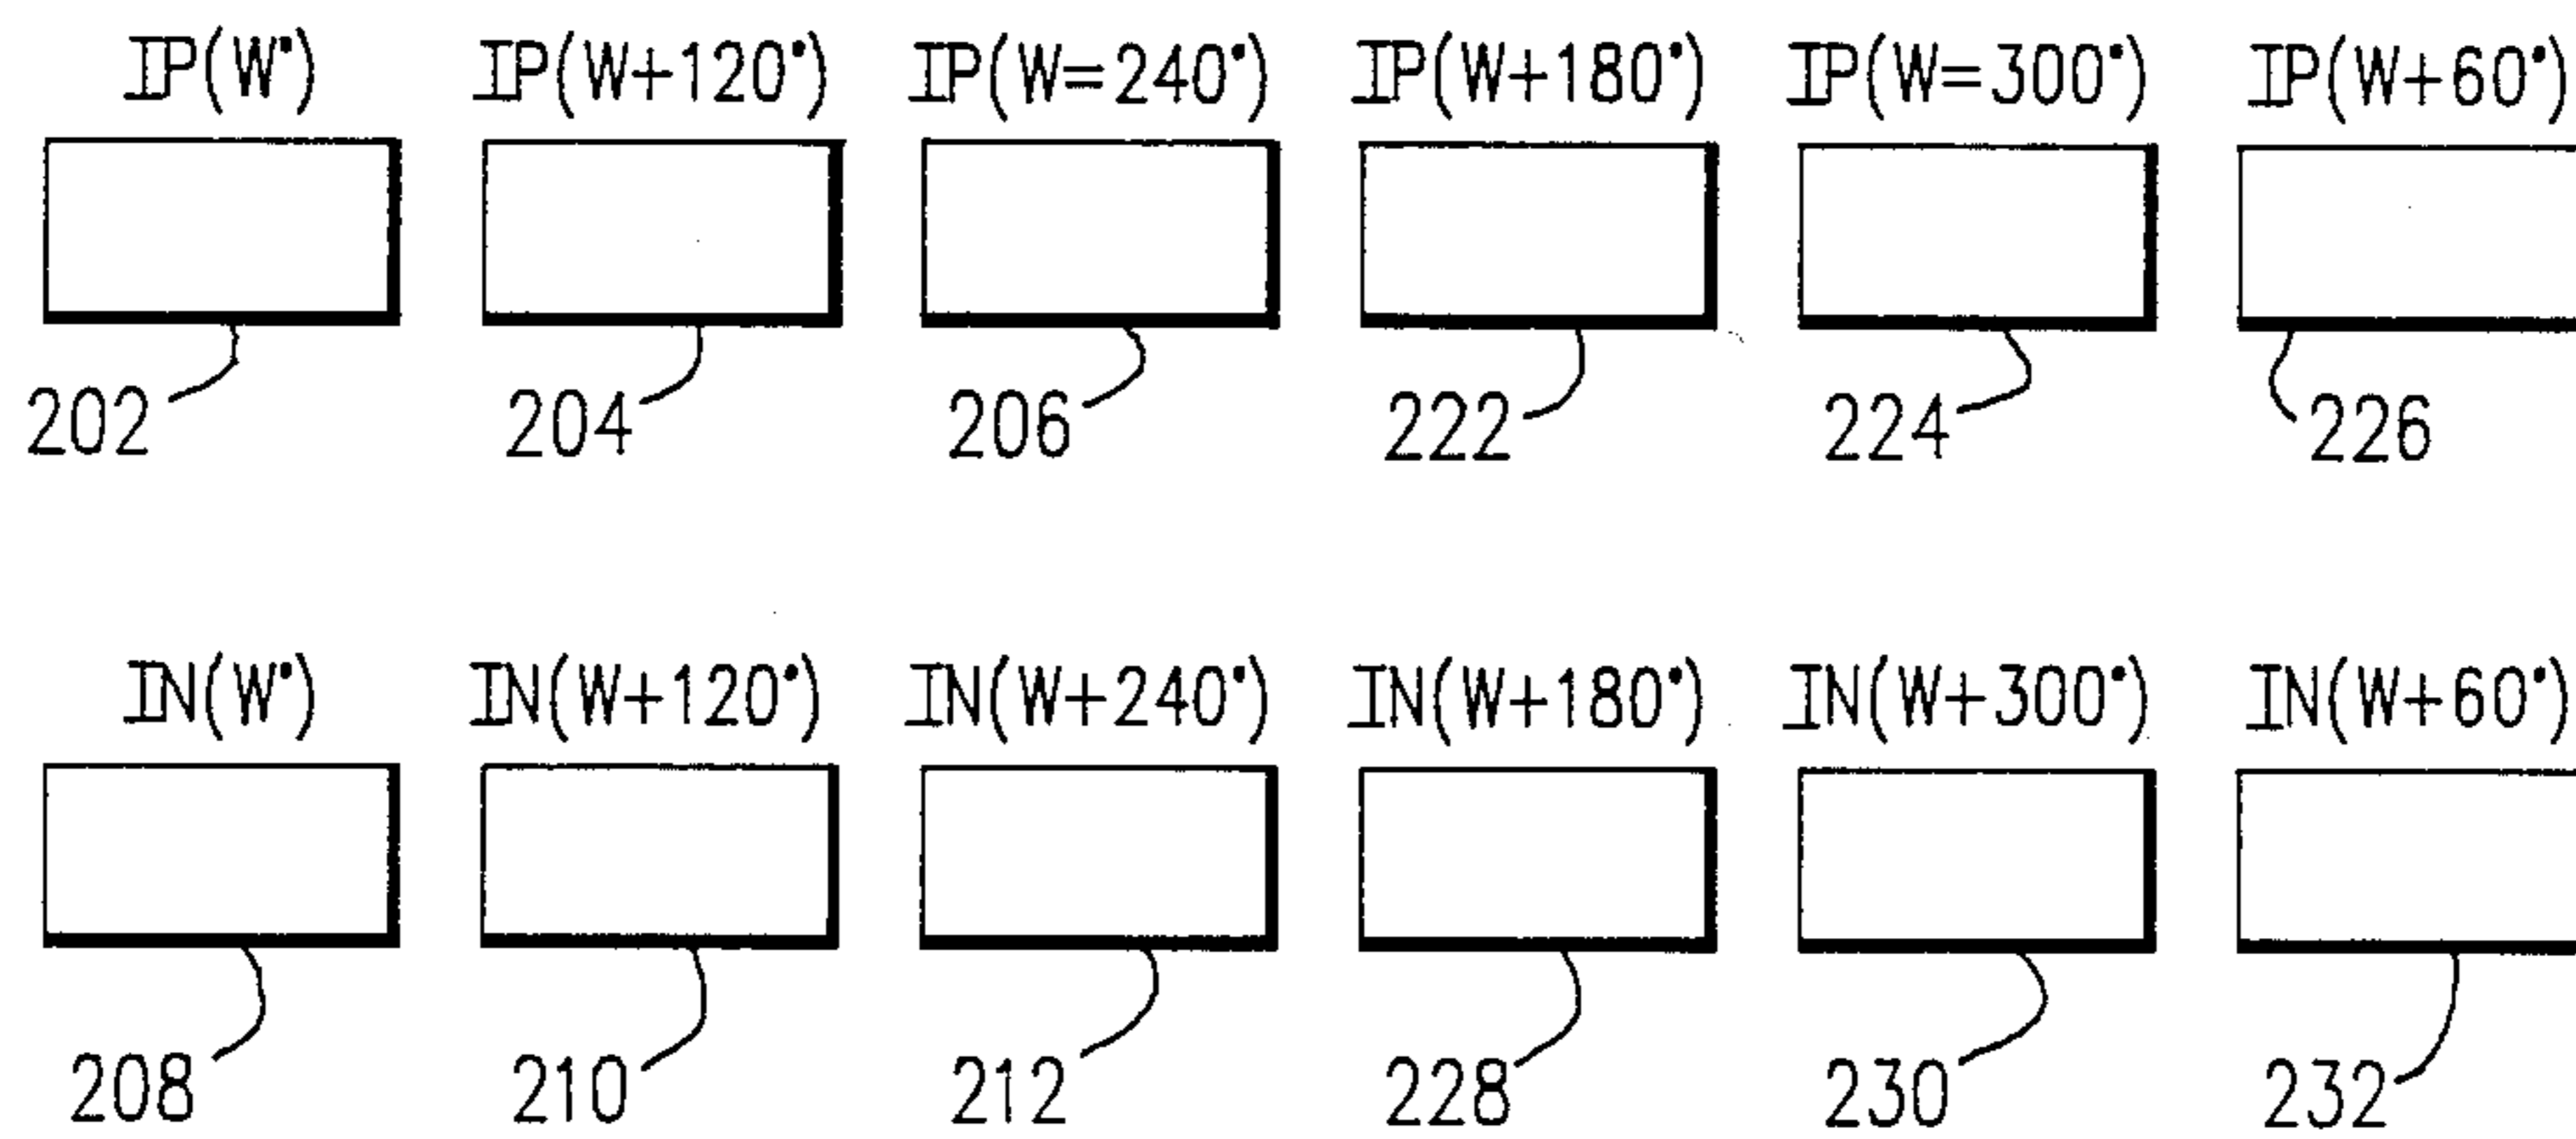 IP(W°) IP(W+120°) IP(W=240°) IP(W+180°) IP(W=300°) IP(W+60°)
202 204 206 222 224 226
IN(W°) IN(W+120°) IN(W+240°) IN(W+180°) IN(W+300°) IN(W+60°)
208 210 212 228 230 232